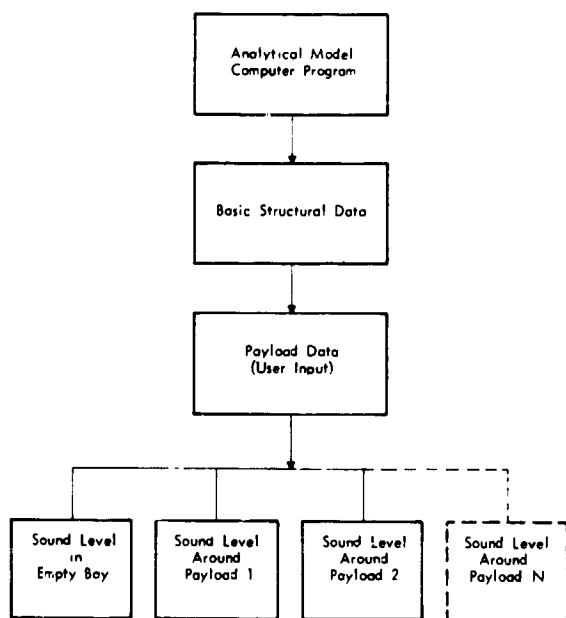 Analytical Model
Computer Program
Basic Structural Data
Payload Data
(User Input)
Sound Level
in
Empty Bay
Sound Level
Around
Payload 1
Sound Level
Around
Payload 2
Sound Level
Around
Payload N